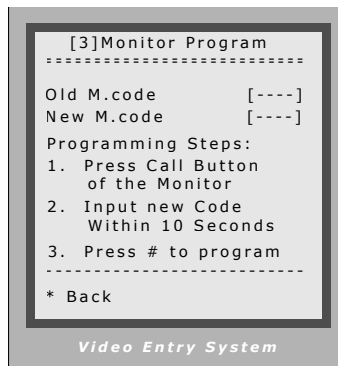 [3]Monitor Program
----------------------------
Old M.code [----]
New M.code [----]
Programming Steps:
1. Press Call Button
of the Monitor
2. Input new Code
Within 10 Seconds
3. Press # to program
----------------------------
* Back
Video Entry System